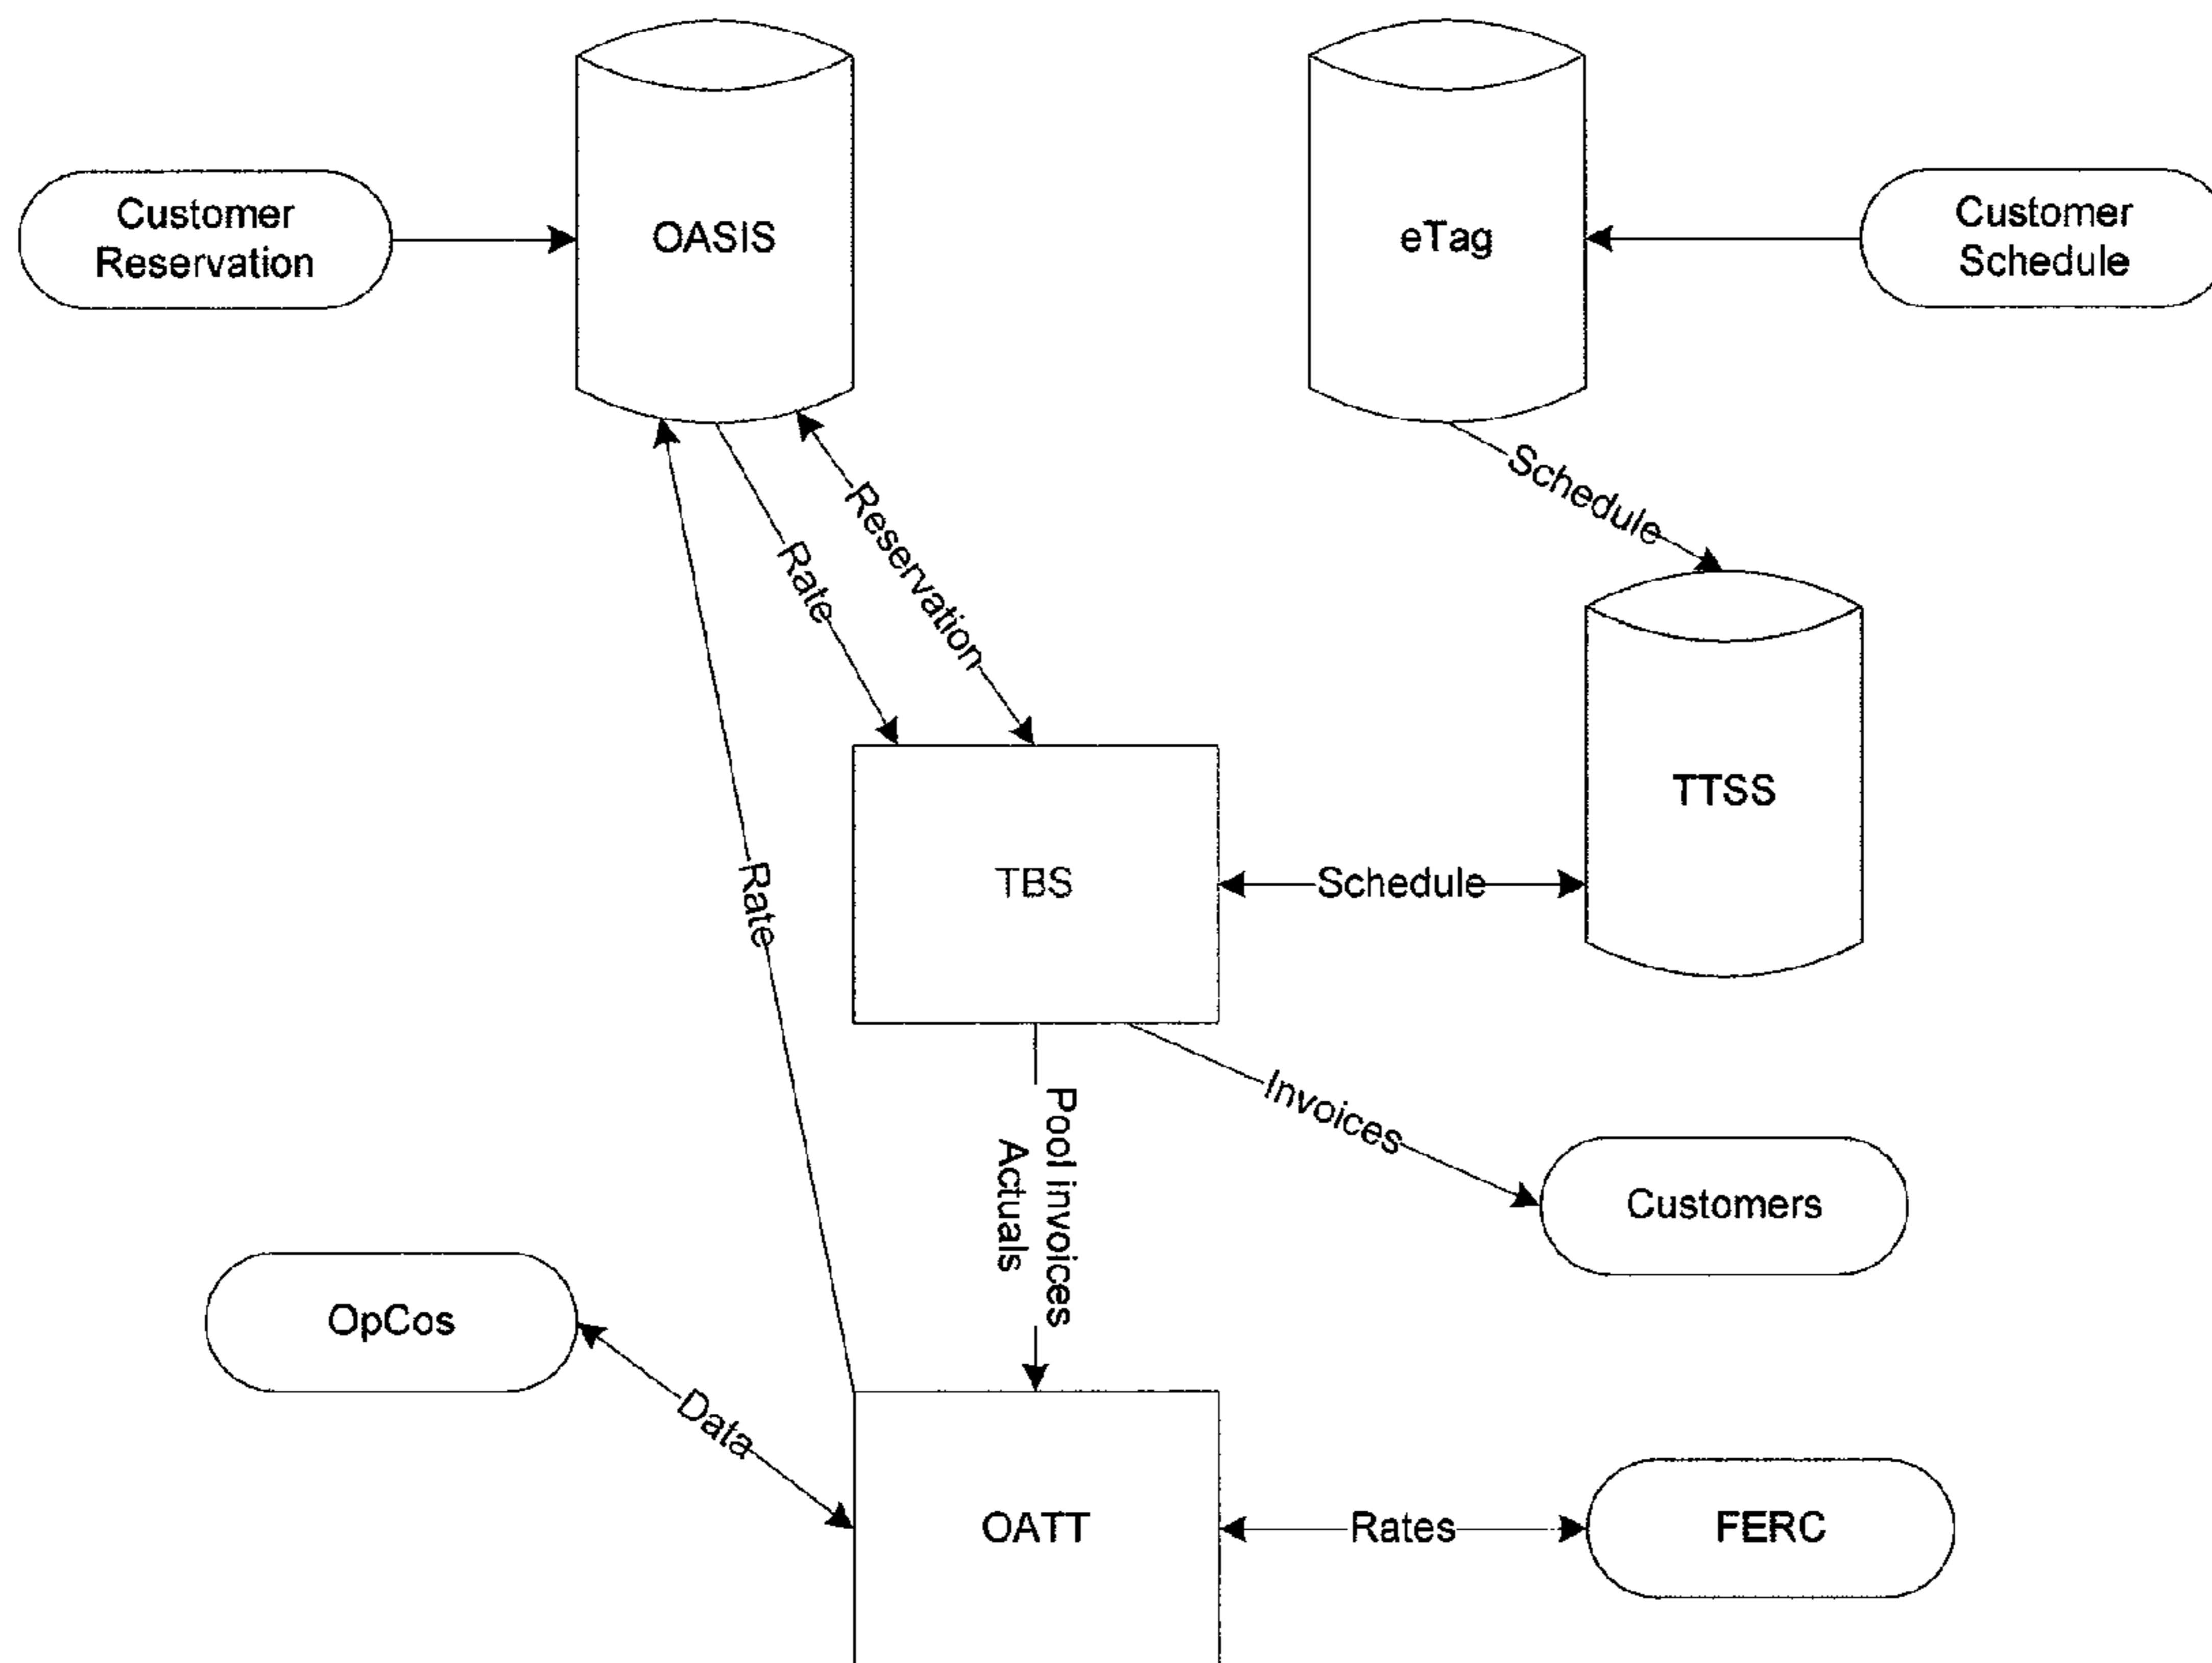 Customer
Reservation
OASIS
eTag
Customer
Schedule
Schedule
Reservation
Rate
TTSS
TBS
Schedule
Rate
Pool invoices
Actuals
Invoices
Customers
OpCos
Data
OATT
Rates
FERC